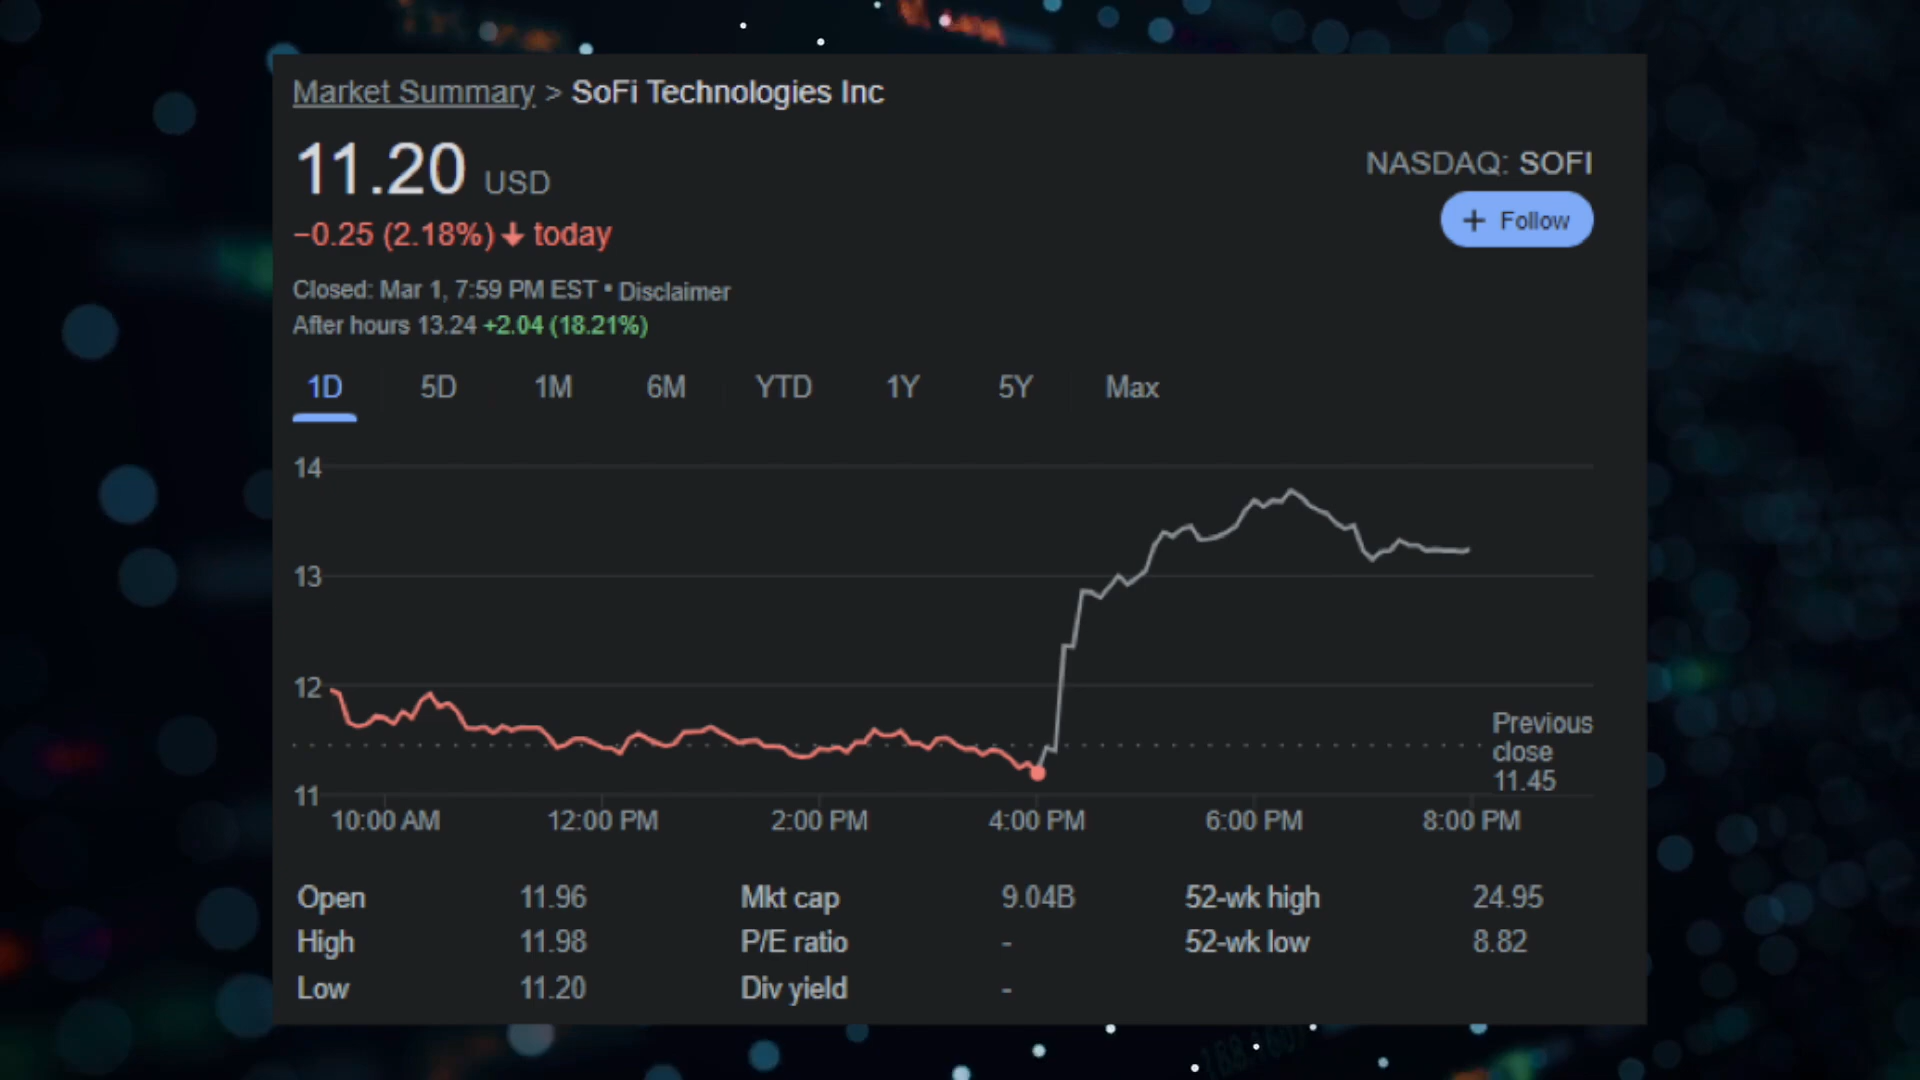 Market Summary > SoFi Technologies Inc
11.20 USD
NASDAQ: SOFI
−0.25 (2.18%) ↓ today
+ Follow
Closed: Mar 1, 7:59 PM EST • Disclaimer
After hours 13.24 +2.04 (18.21%)
1D 5D 1M 6M YTD 1Y 5Y Max
14
13
12
Previous
close
11.45
11
10:00 AM 12:00 PM 2:00 PM 4:00 PM 6:00 PM 8:00 PM
Open 11.96 Mkt cap 9.04B 52-wk high 24.95
High 11.98 P/E ratio - 52-wk low 8.82
Low 11.20 Div yield -